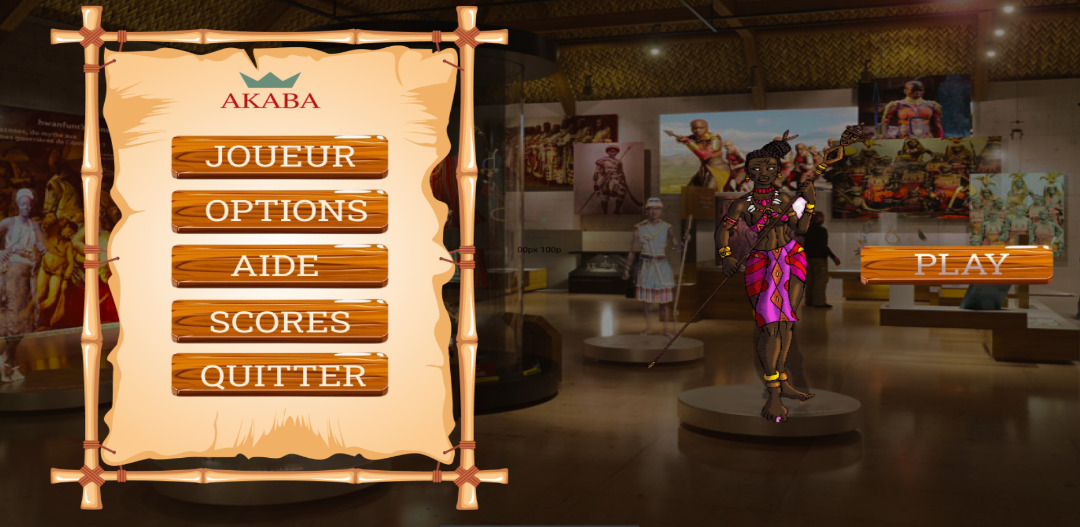 AKABA
JOUEUR
OPTIONS
AIDE
SCORES
QUITTER
00px 100p
PLAY